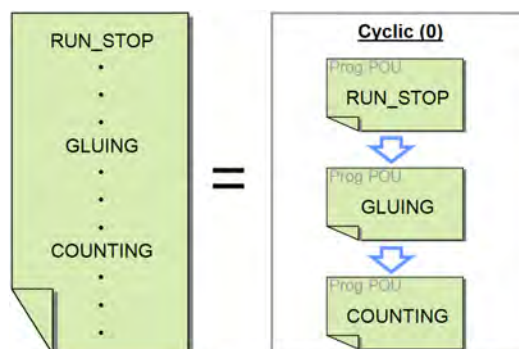 RUN_STOP
GLUING
COUNTING
=
Cyclic (0)
Prog POU
RUN_STOP
Prog POU
GLUING
Prog POU
COUNTING